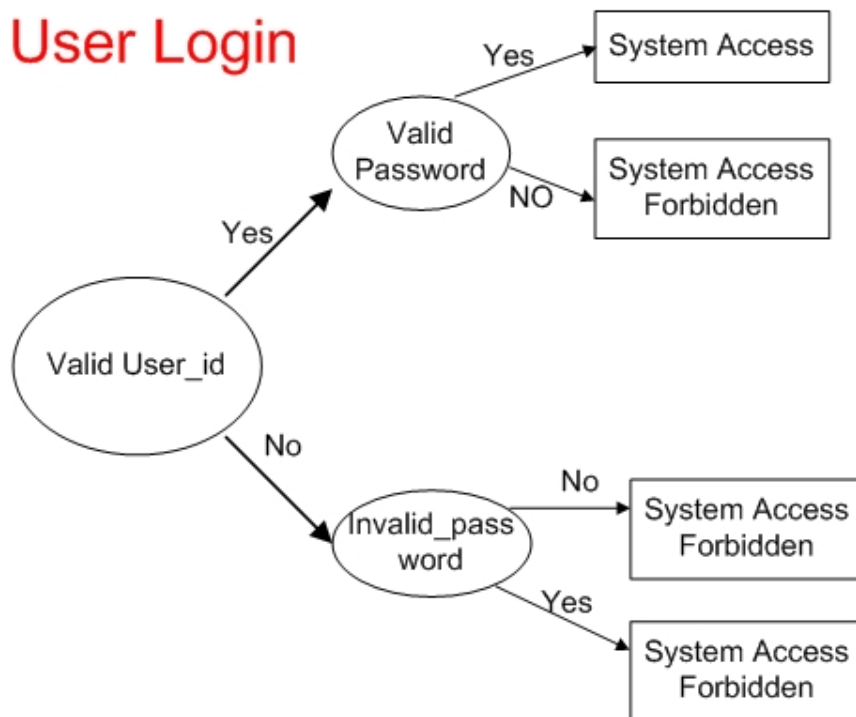 User Login
Yes
System Access
Valid
Password
NO
System Access
Forbidden
Yes
Valid User_id
No
Invalid_pass
word
No
System Access
Forbidden
Yes
System Access
Forbidden